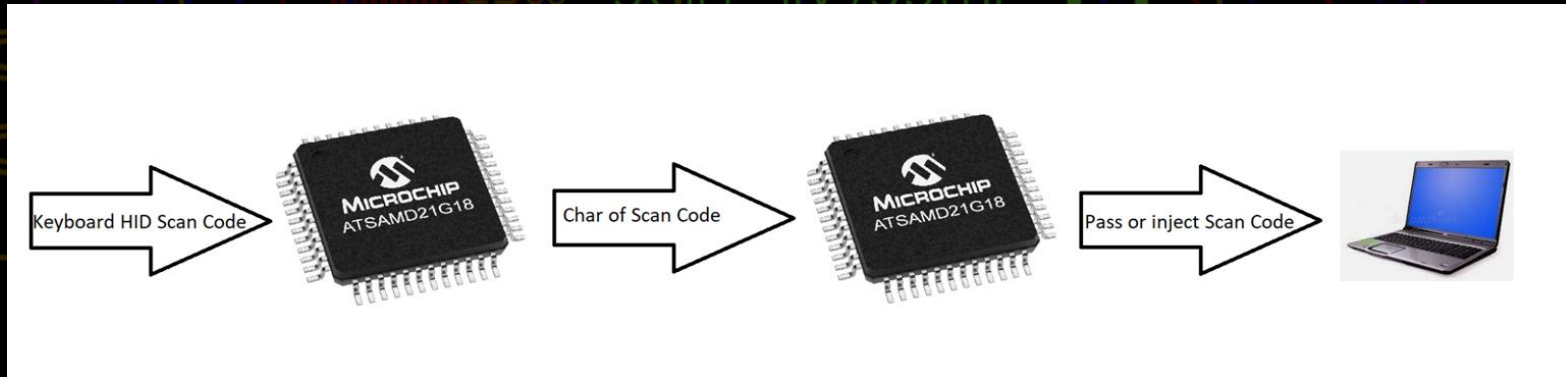 Keyboard HID Scan Code
MICROCHIP
ATSAMD21G18
Char of Scan Code
MICROCHIP
ATSAMD21G18
Pass or inject Scan Code